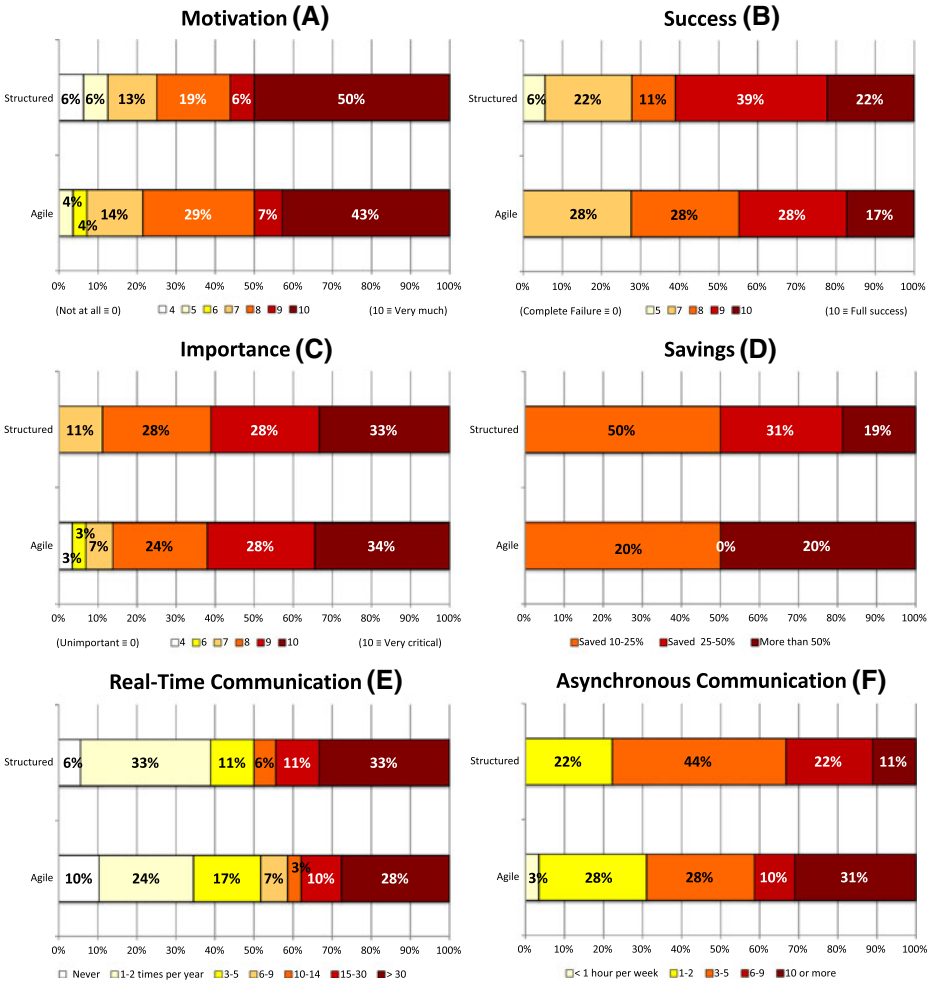 Motivation (A)
Structured 6% 6% 13% 19% 6% 50%
Agile 4% 4% 14% 29% 7% 43%
0% 10% 20% 30% 40% 50% 60% 70% 80% 90% 100%
(Not at all ≡ 0) 4 5 6 7 8 9 10 (10 ≡ Very much)
Success (B)
Structured 6% 22% 11% 39% 22%
Agile 28% 28% 28% 17%
0% 10% 20% 30% 40% 50% 60% 70% 80% 90% 100%
(Complete Failure ≡ 0) 5 7 8 9 10 (10 ≡ Full success)
Importance (C)
Structured 11% 28% 28% 33%
Agile 3% 3% 7% 24% 28% 34%
0% 10% 20% 30% 40% 50% 60% 70% 80% 90% 100%
(Unimportant ≡ 0) 4 6 7 8 9 10 (10 ≡ Very critical)
Savings (D)
Structured 50% 31% 19%
Agile 20% 0% 20%
0% 10% 20% 30% 40% 50% 60% 70% 80% 90% 100%
Saved 10-25% Saved 25-50% More than 50%
Real-Time Communication (E)
Structured 6% 33% 11% 6% 11% 33%
Agile 10% 24% 17% 7% 3% 10% 28%
0% 10% 20% 30% 40% 50% 60% 70% 80% 90% 100%
Never 1-2 times per year 3-5 6-9 10-14 15-30 > 30
Asynchronous Communication (F)
Structured 22% 44% 22% 11%
Agile 3% 28% 28% 10% 31%
0% 10% 20% 30% 40% 50% 60% 70% 80% 90% 100%
< 1 hour per week 1-2 3-5 6-9 10 or more